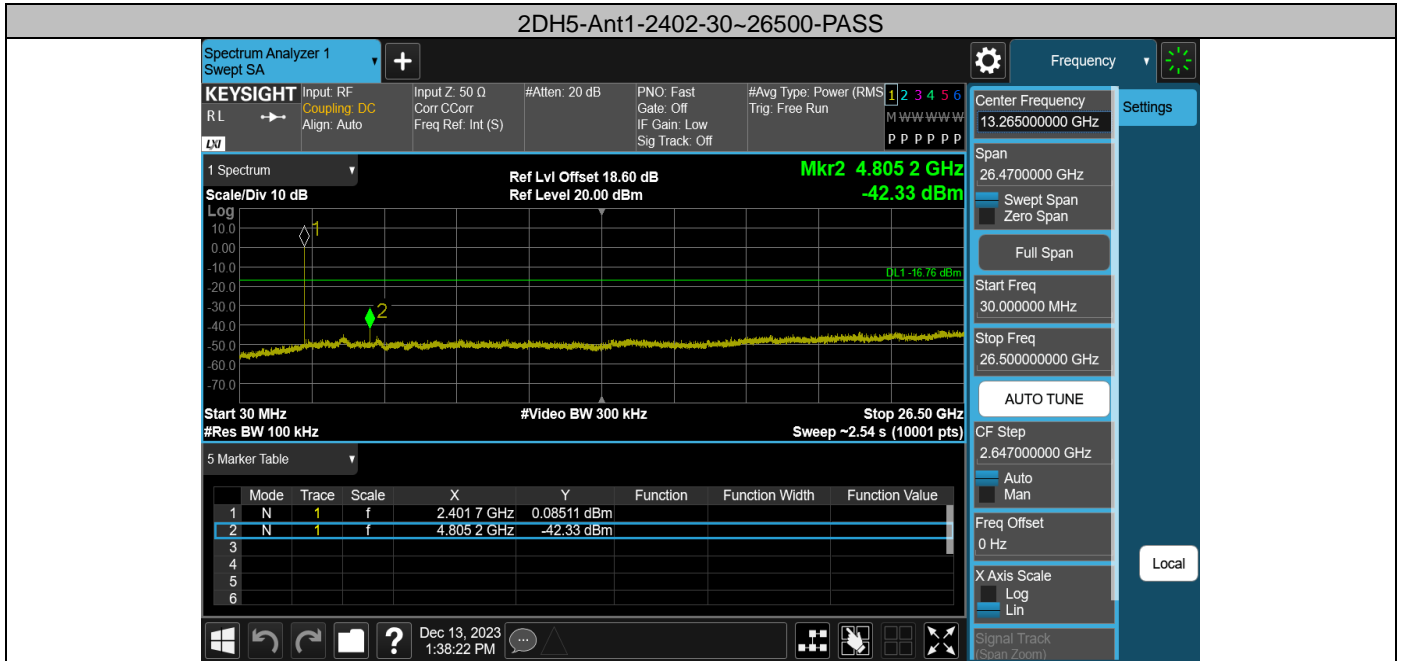 2DH5-Ant1-2402-30~26500-PASS
Spectrum Analyzer 1
Swept SA
+
Frequency
KEYSIGHT
RL
LXI
Input: RF
Coupling: DC
Align: Auto
Input Z: 50 Ω
Corr CCorr
Freq Ref: Int (S)
#Atten: 20 dB
PNO: Fast
Gate: Off
IF Gain: Low
Sig Track: Off
#Avg Type: Power (RMS
Trig: Free Run
1 2 3 4 5 6
M W W W W W
P P P P P P
1 Spectrum
Scale/Div 10 dB
Ref Lvl Offset 18.60 dB
Ref Level 20.00 dBm
Mkr2 4.805 2 GHz
-42.33 dBm
Log
10.0
0.00
-10.0
-20.0
-30.0
-40.0
-50.0
-60.0
-70.0
1
2
DL1 -16.76 dBm
Start 30 MHz
#Res BW 100 kHz
#Video BW 300 kHz
Stop 26.50 GHz
Sweep ~2.54 s (10001 pts)
5 Marker Table
Mode Trace Scale X Y Function Function Width Function Value
1 N 1 f 2.401 7 GHz 0.08511 dBm
2 N 1 f 4.805 2 GHz -42.33 dBm
3
4
5
6
Center Frequency
13.265000000 GHz
Span
26.4700000 GHz
Swept Span
Zero Span
Full Span
Start Freq
30.000000 MHz
Stop Freq
26.500000000 GHz
AUTO TUNE
CF Step
2.647000000 GHz
Auto
Man
Freq Offset
0 Hz
X Axis Scale
Log
Lin
Signal Track
(Span Zoom)
Settings
Local
?
Dec 13, 2023
1:38:22 PM